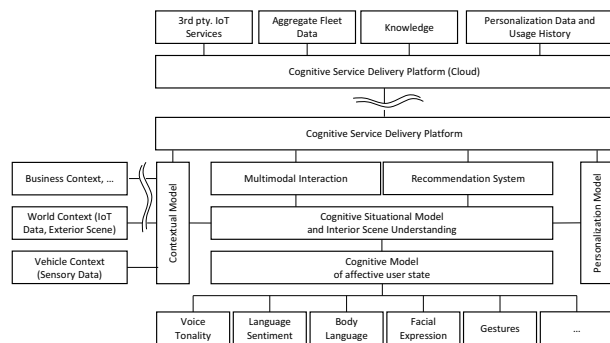 3rd pty. IoT
Services
Aggregate Fleet
Data
Knowledge
Personalization Data and
Usage History
Cognitive Service Delivery Platform (Cloud)
Cognitive Service Delivery Platform
Business Context, ...
World Context (IoT
Data, Exterior Scene)
Vehicle Context
(Sensory Data)
Contextual Model
Multimodal Interaction
Recommendation System
Cognitive Situational Model
and Interior Scene Understanding
Cognitive Model
of affective user state
Personalization Model
Voice
Tonality
Language
Sentiment
Body
Language
Facial
Expression
Gestures
...